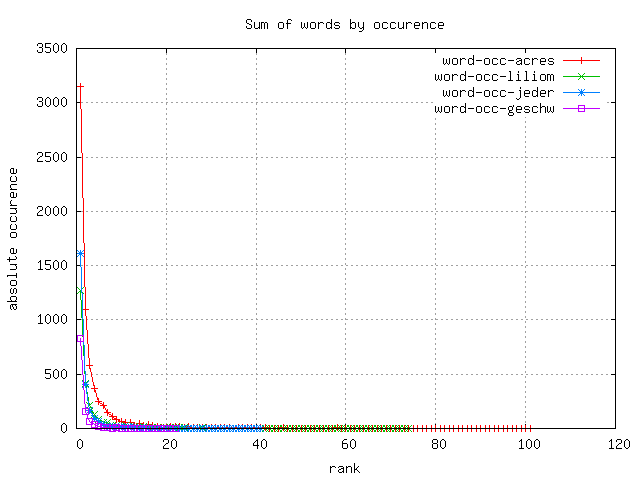 Sum of words by occurence
3500
3000
2500
2000
1500
1000
500
0
absolute occurence
word-occ-acres
word-occ-liliom
word-occ-jeder
word-occ-geschw
0 20 40 60 80 100 120
rank